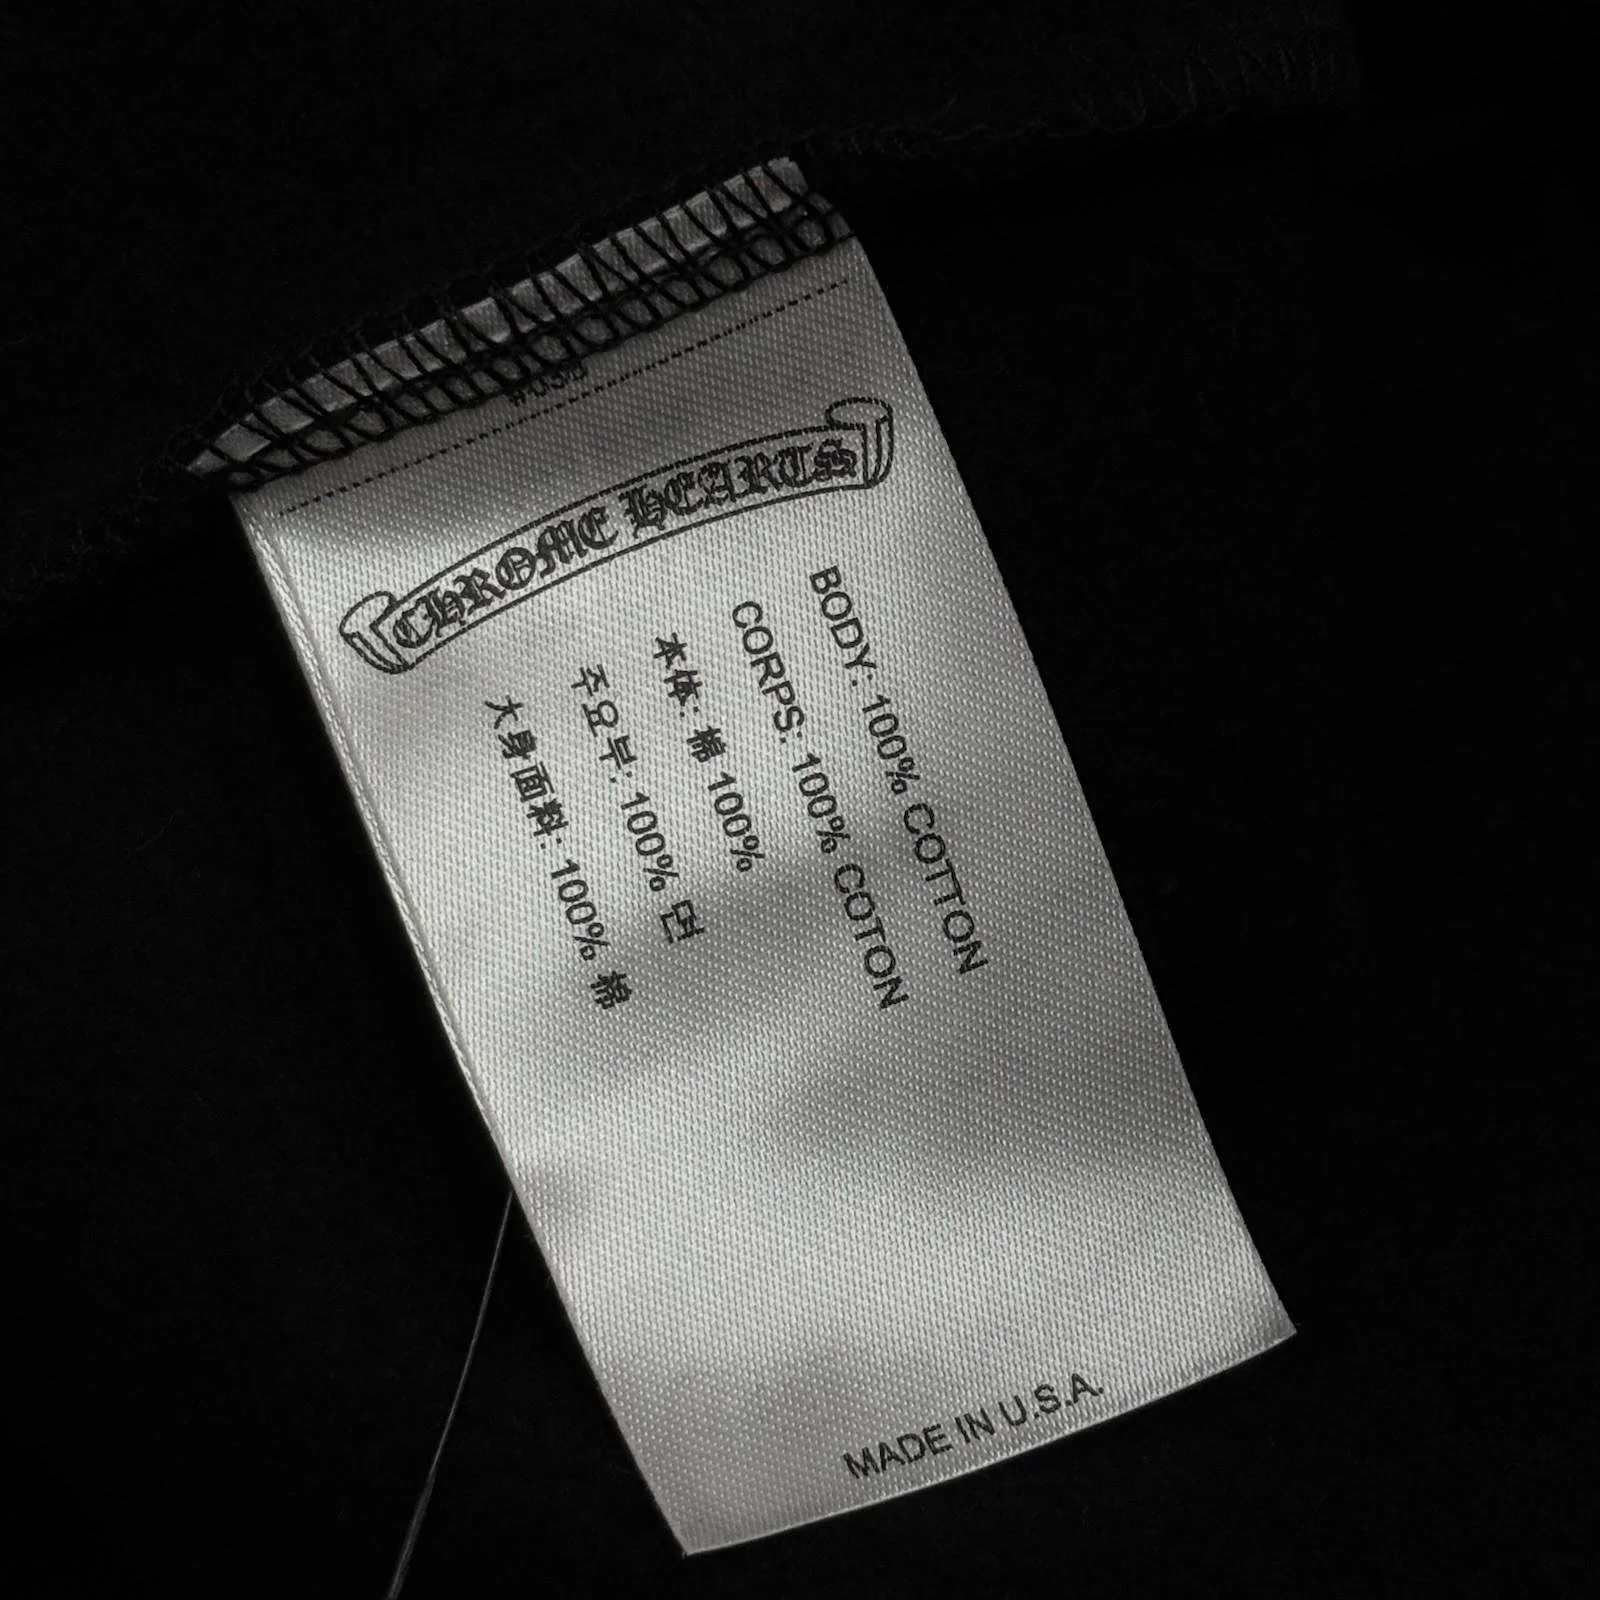 CHROME HEARTS
BODY: 100% COTTON
CORPS: 100% COTON
本体: 棉 100%
주요부: 100% 면
大身面料: 100% 棉
MADE IN U.S.A.